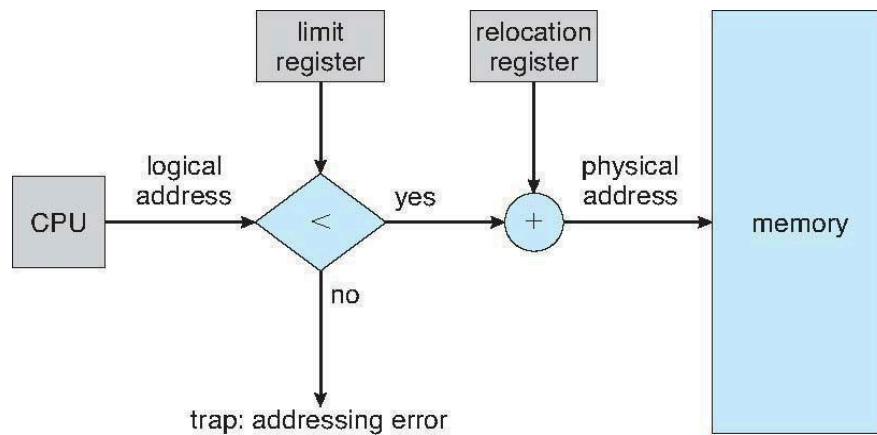 limit
register
relocation
register
logical
address
physical
address
CPU
<
yes
+
memory
no
trap: addressing error